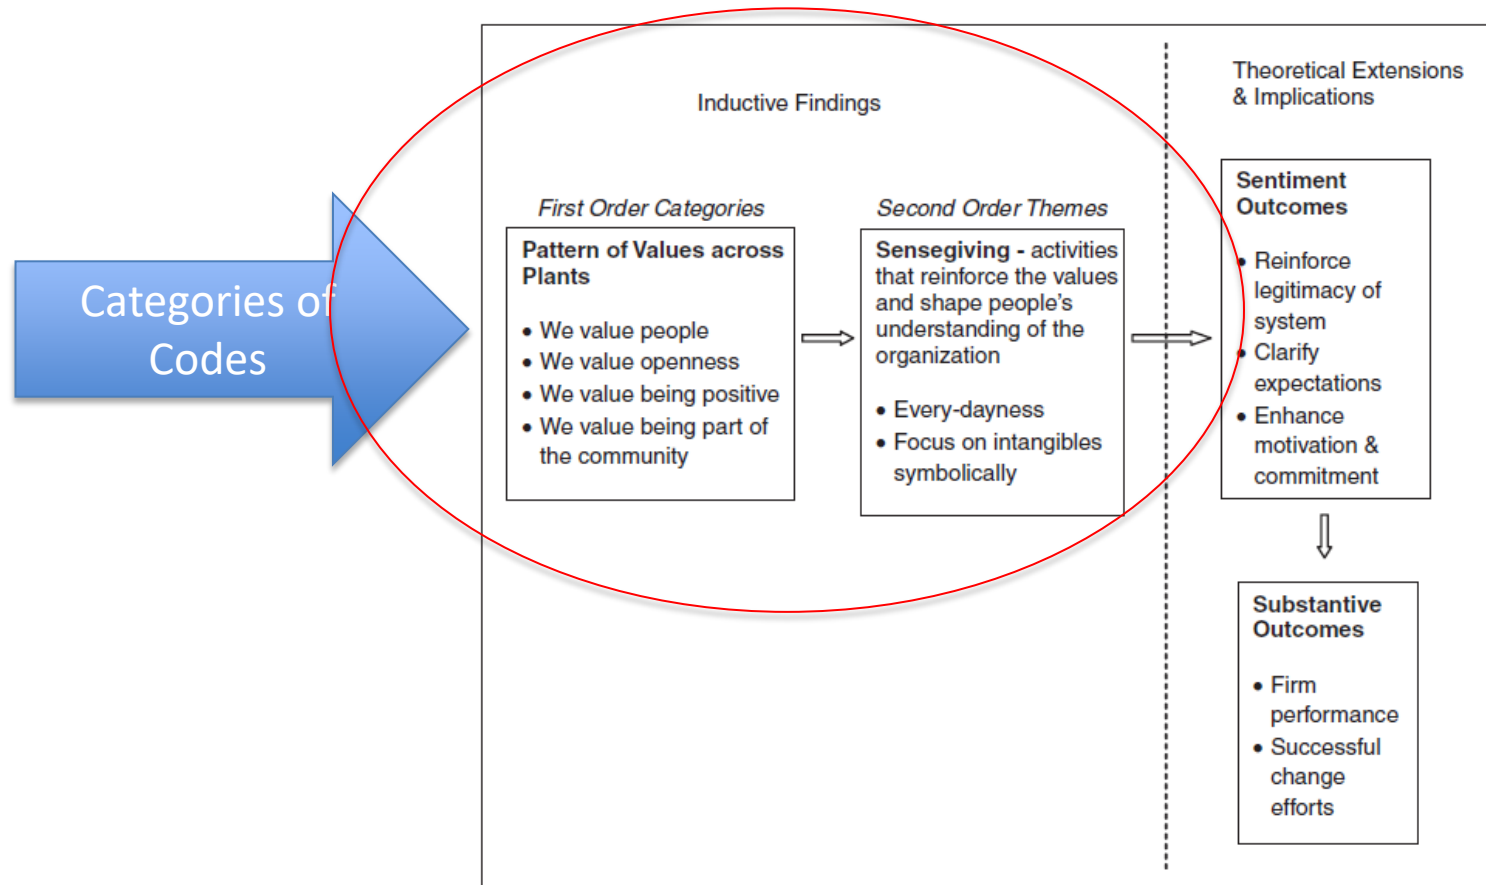 Categories of
Codes
Inductive Findings
First Order Categories
Pattern of Values across
Plants
• We value people
• We value openness
• We value being positive
• We value being part of
the community
Second Order Themes
Sensegiving - activities
that reinforce the values
and shape people's
understanding of the
organization
• Every-dayness
• Focus on intangibles
symbolically
Theoretical Extensions
& Implications
Sentiment
Outcomes
• Reinforce
legitimacy of
system
• Clarify
expectations
• Enhance
motivation &
commitment
Substantive
Outcomes
• Firm
performance
• Successful
change
efforts